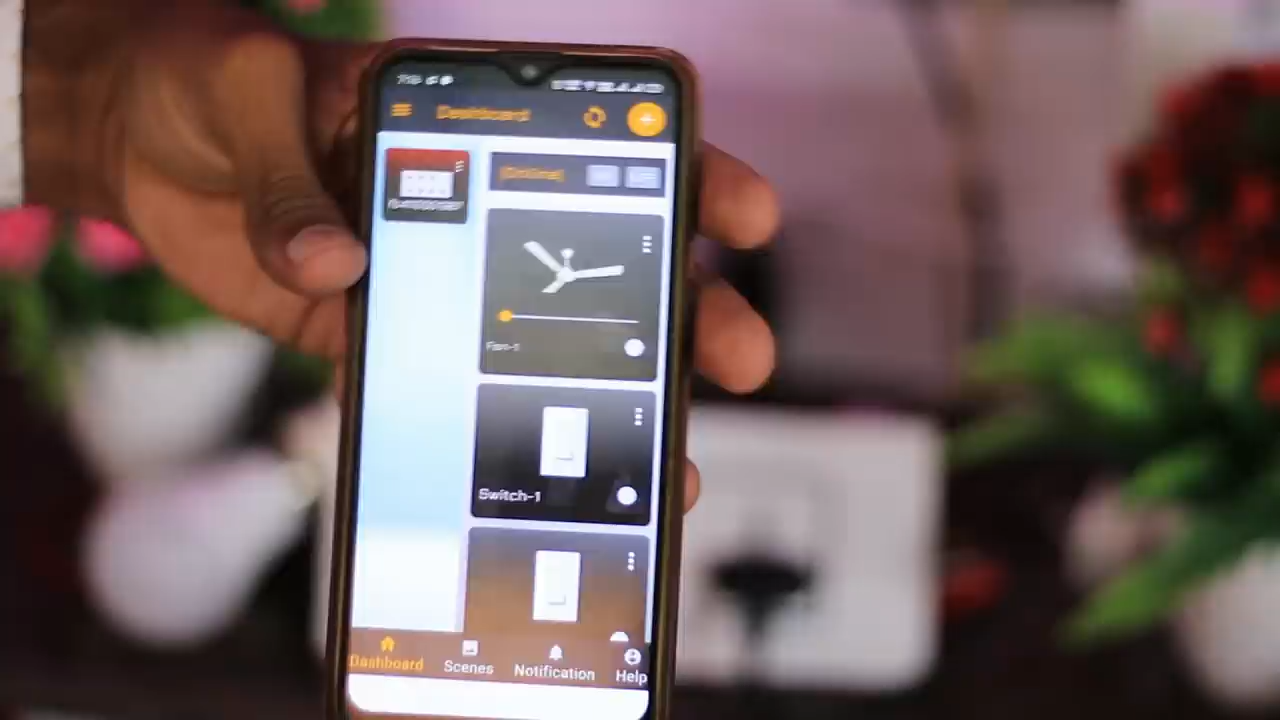 Dashboard
[Online]
Fan-1
Switch-1
Dashboard
Scenes
Notification
Help